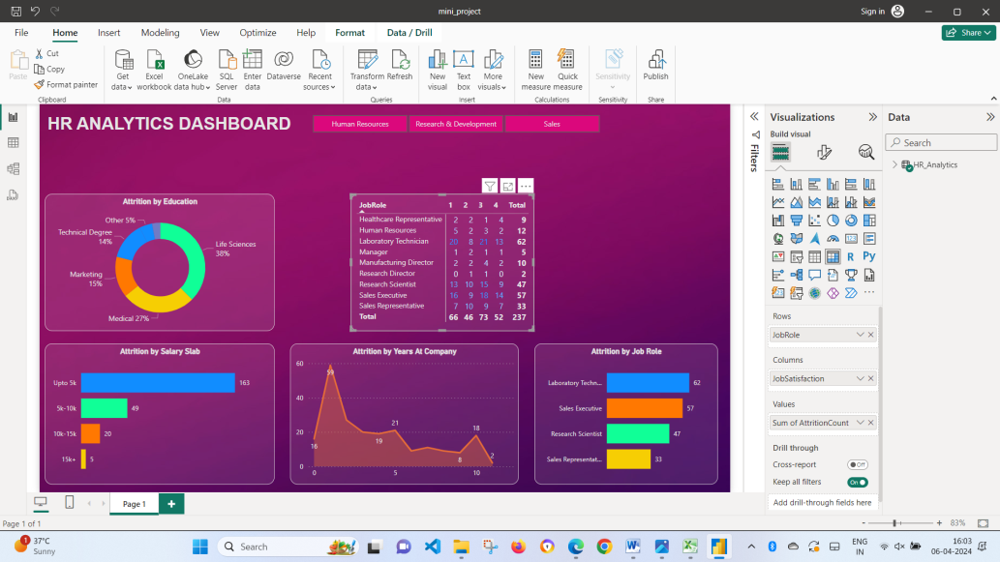 mini_project
Sign in
File Home Insert Modeling View Optimize Help Format Data / Drill
Share
Paste
Cut
Copy
Format painter
Get data
Excel workbook
OneLake data hub
SQL Server
Enter data
Dataverse
Recent sources
Transform data
Refresh
New visual
Text box
More visuals
New measure
Quick measure
Sensitivity
Publish
Clipboard Data Queries Insert Calculations Sensitivity Share
HR ANALYTICS DASHBOARD
Human Resources
Research & Development
Sales
Attrition by Education
Other 5%
Technical Degree 14%
Life Sciences 38%
Marketing 15%
Medical 27%
JobRole 1 2 3 4 Total
Healthcare Representative 2 2 1 4 9
Human Resources 5 2 3 2 12
Laboratory Technician 20 8 21 13 62
Manager 1 2 1 1 5
Manufacturing Director 2 2 4 2 10
Research Director 0 1 1 0 2
Research Scientist 13 10 15 9 47
Sales Executive 16 9 18 14 57
Sales Representative 7 10 9 7 33
Total 66 46 73 52 237
Attrition by Salary Slab
Upto 5k 163
5k-10k 49
10k-15k 20
15k+ 5
Attrition by Years At Company
60
40
20
0
59
16
19
21
8
18
2
0 5 10
Attrition by Job Role
Laboratory Techn... 62
Sales Executive 57
Research Scientist 47
Sales Representat... 33
Filters
Visualizations
Build visual
R Py
Rows
JobRole
Columns
JobSatisfaction
Values
Sum of AttritionCount
Drill through
Cross-report Off
Keep all filters On
Add drill-through fields here
Data
Search
HR_Analytics
Page 1
Page 1 of 1
83%
1
37°C
Sunny
Search
ENG
IN
16:03
06-04-2024